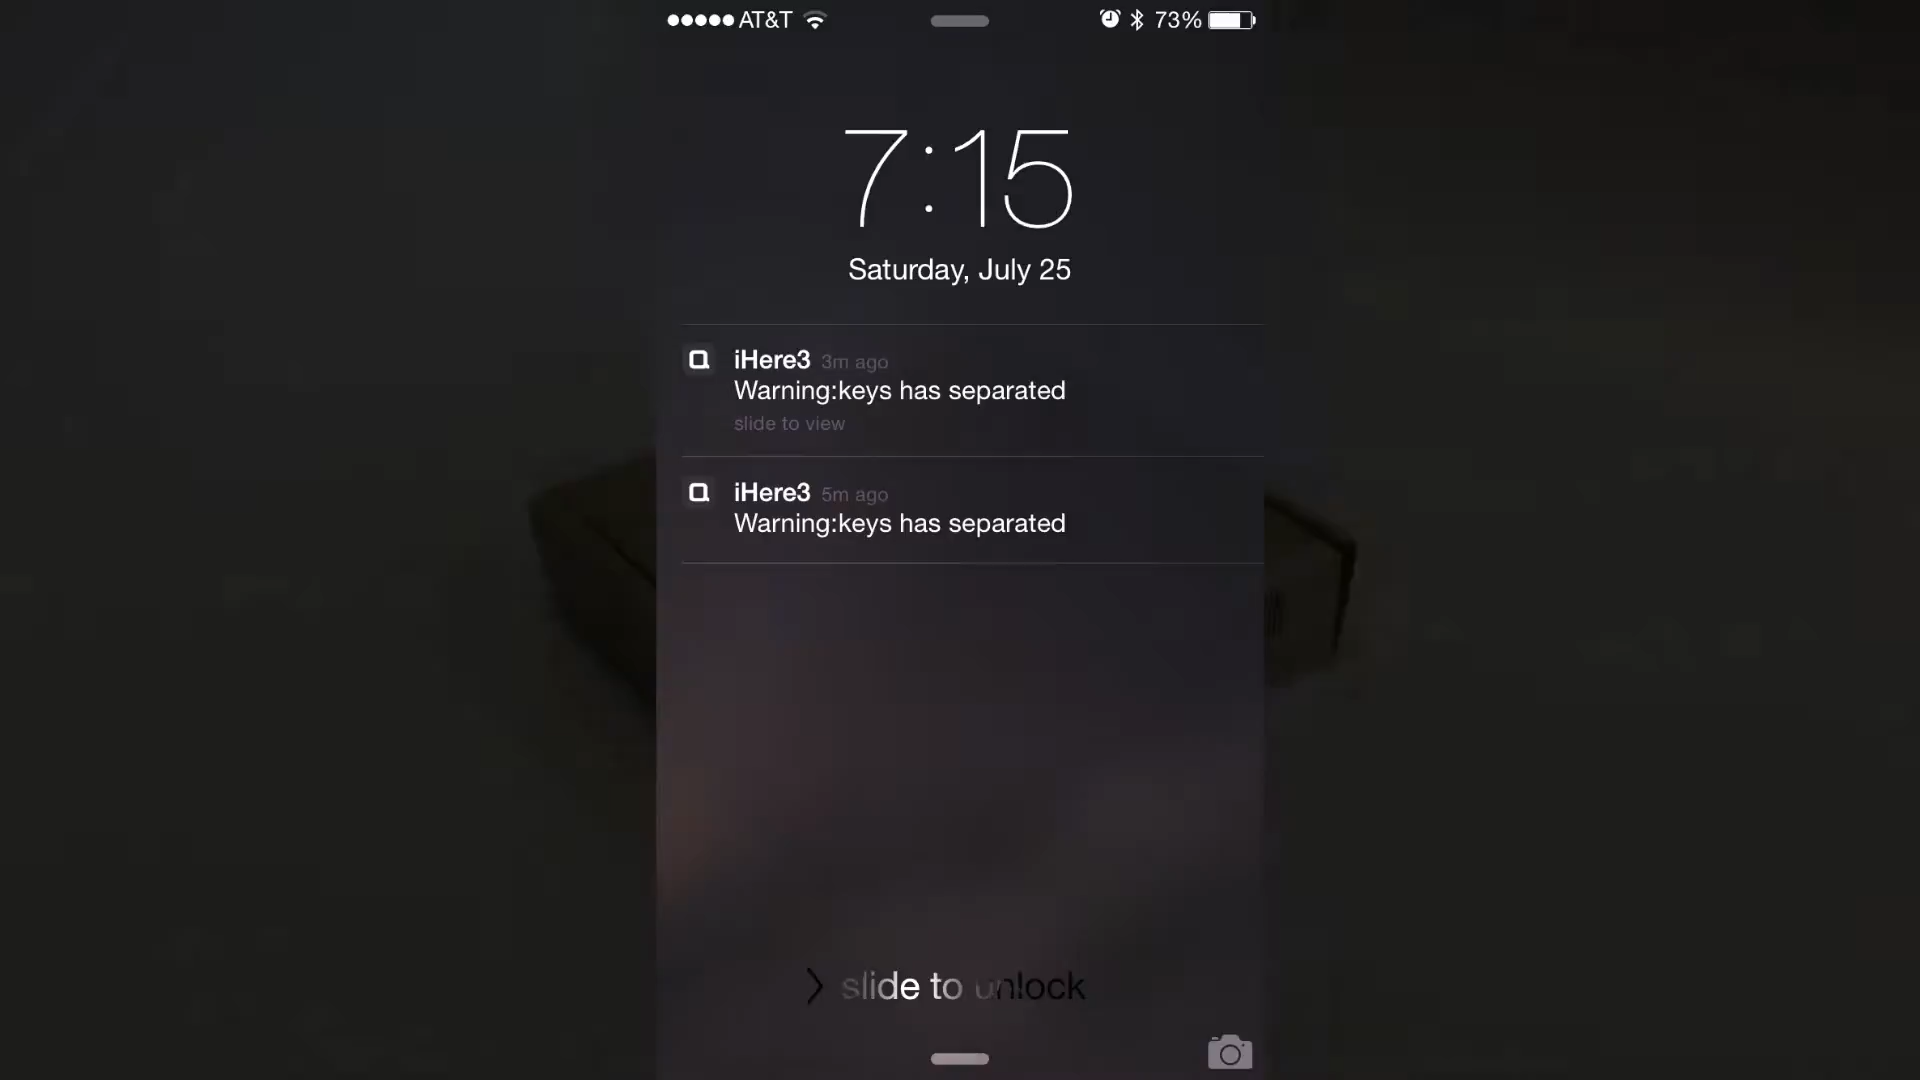 AT&T 73%
7:15
Saturday, July 25
iHere3 3m ago
Warning:keys has separated
slide to view
iHere3 5m ago
Warning:keys has separated
slide to unlock